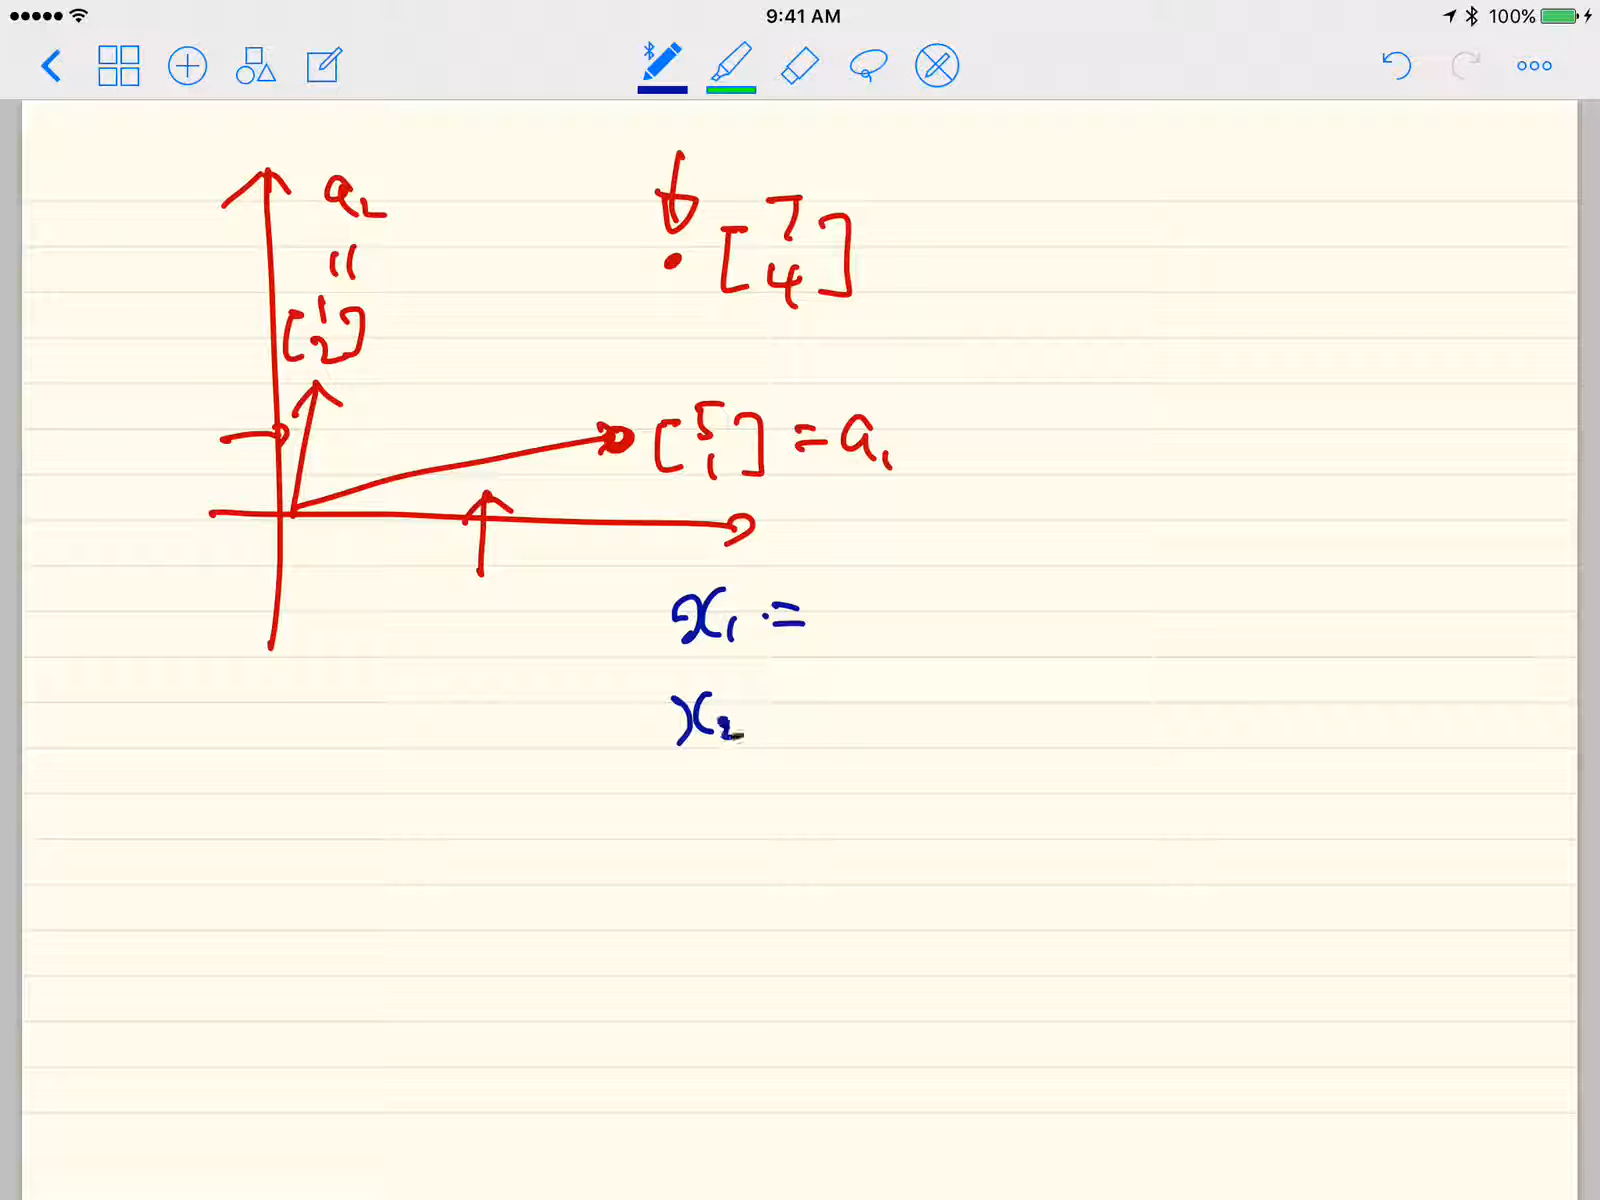 9:41 AM
100%
a₂
=
[1 2]
[7 4]
[5 1] = a₁
x₁ =
x₂